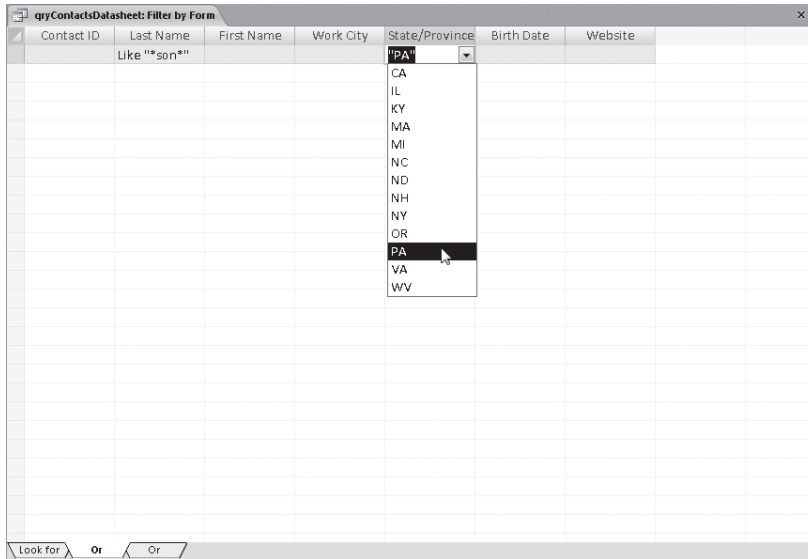 qryContactsDatasheet: Filter by Form
Contact ID Last Name First Name Work City State/Province Birth Date Website
Like "*son*" "PA"
CA
IL
KY
MA
MI
NC
ND
NH
NY
OR
PA
VA
WV
Look for Or Or